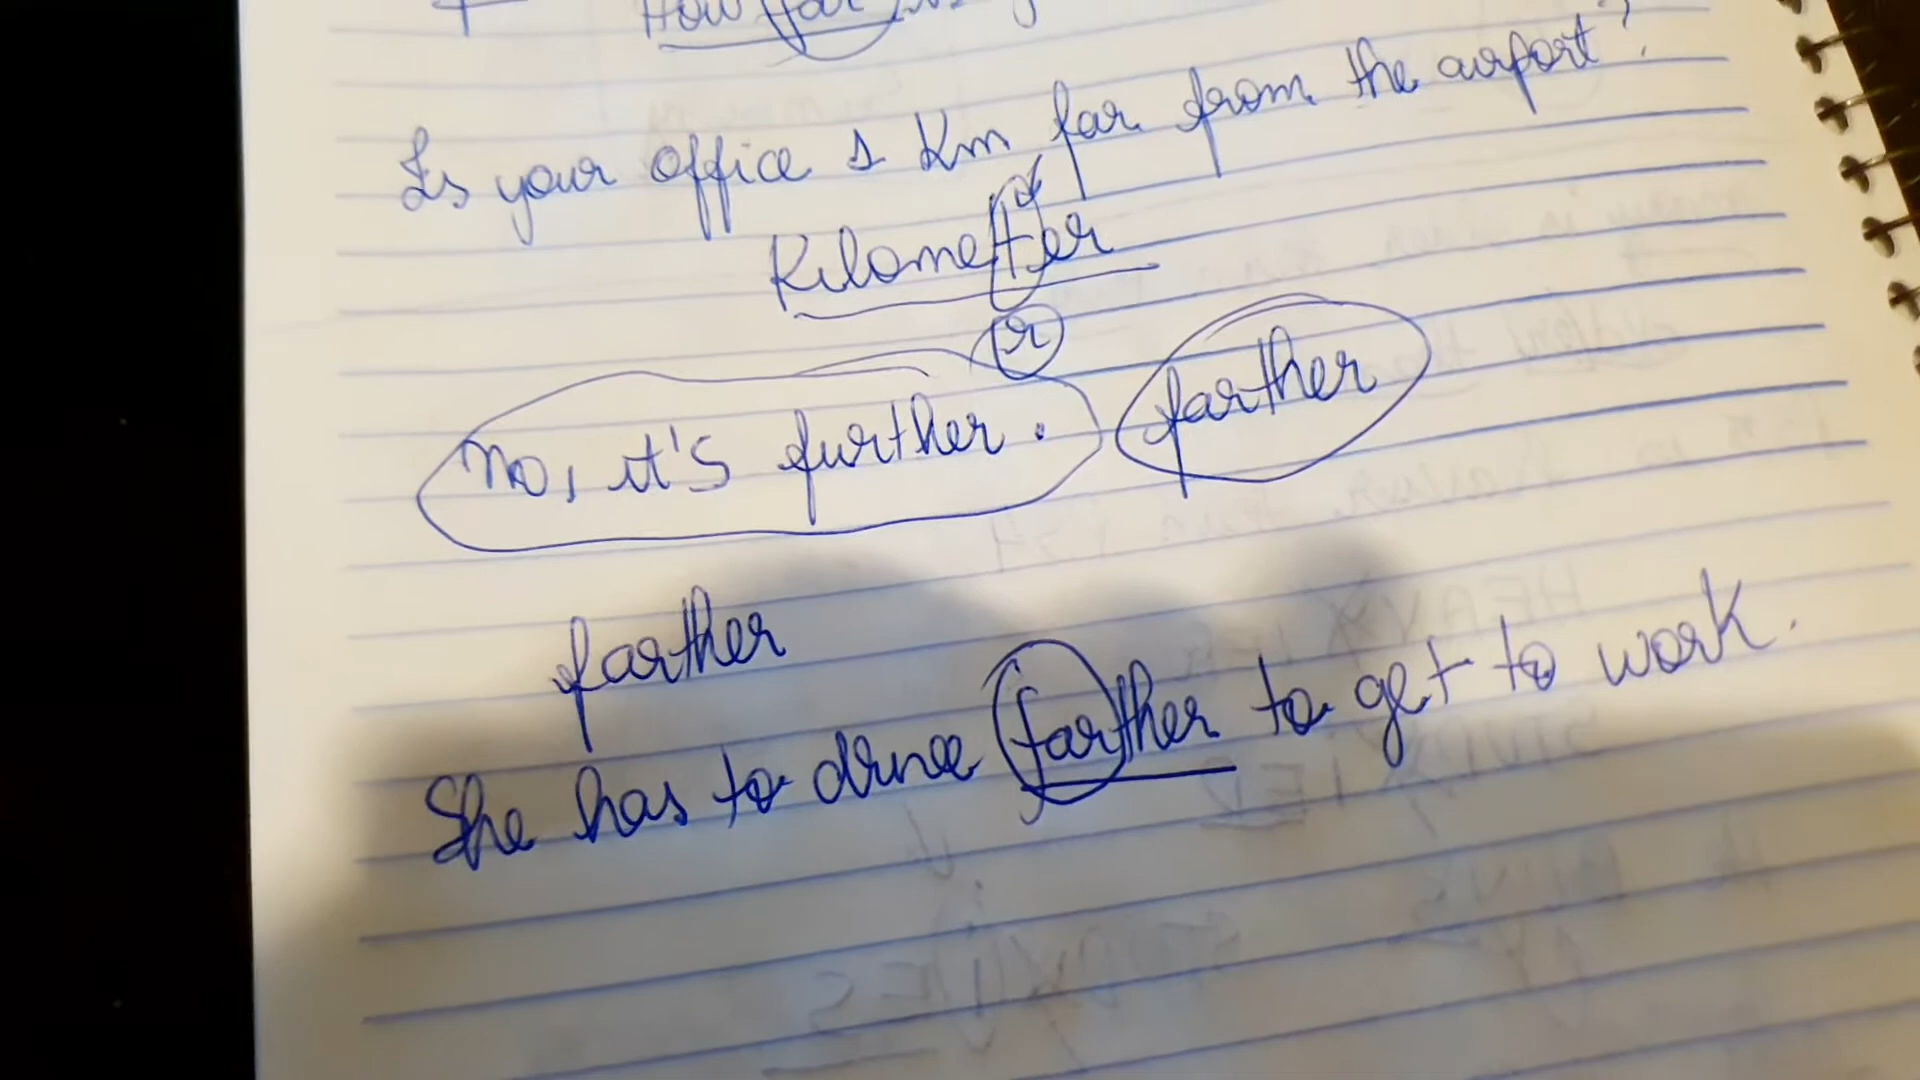 How far
Is your office 1 Km far from the airport?
Kilometter
r
No, it's further. farther
farther
She has to drive farther to get to work.